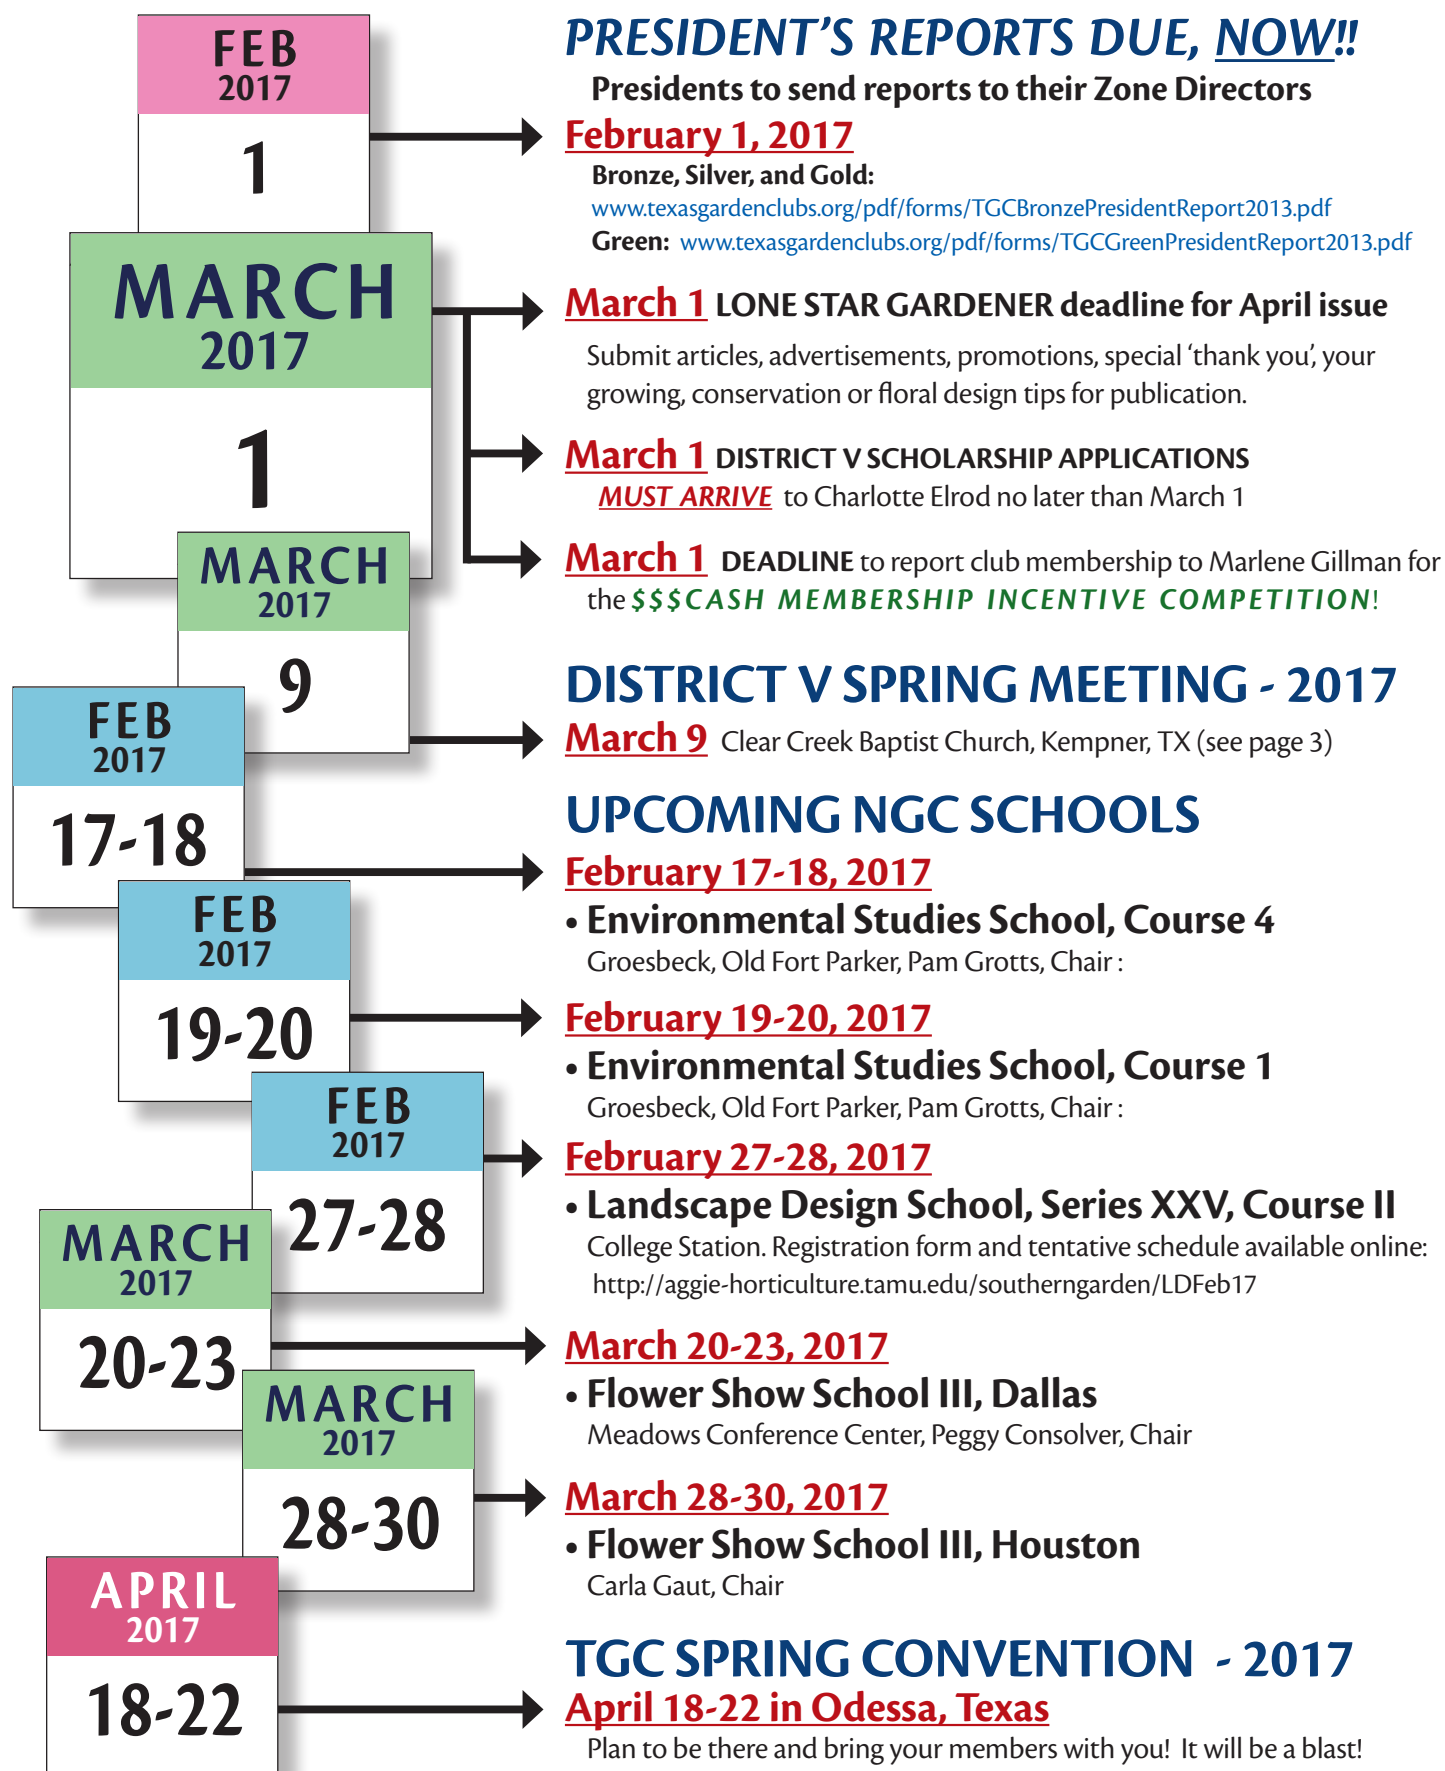 FEB
2017
1
PRESIDENT'S REPORTS DUE, NOW!!
Presidents to send reports to their Zone Directors
February 1, 2017
Bronze, Silver, and Gold:
www.texasgardenclubs.org/pdf/forms/TGCBronzePresidentReport2013.pdf
Green: www.texasgardenclubs.org/pdf/forms/TGCGreenPresidentReport2013.pdf
MARCH
2017
1
March 1 LONE STAR GARDENER deadline for April issue
Submit articles, advertisements, promotions, special 'thank you', your
growing, conservation or floral design tips for publication.
March 1 DISTRICT V SCHOLARSHIP APPLICATIONS
MUST ARRIVE to Charlotte Elrod no later than March 1
March 1 DEADLINE to report club membership to Marlene Gillman for
the $$$CASH MEMBERSHIP INCENTIVE COMPETITION!
MARCH
2017
9
DISTRICT V SPRING MEETING - 2017
March 9 Clear Creek Baptist Church, Kempner, TX (see page 3)
UPCOMING NGC SCHOOLS
FEB
2017
17-18
February 17-18, 2017
• Environmental Studies School, Course 4
Groesbeck, Old Fort Parker, Pam Grotts, Chair :
FEB
2017
19-20
February 19-20, 2017
• Environmental Studies School, Course 1
Groesbeck, Old Fort Parker, Pam Grotts, Chair :
FEB
2017
27-28
February 27-28, 2017
• Landscape Design School, Series XXV, Course II
College Station. Registration form and tentative schedule available online:
http://aggie-horticulture.tamu.edu/southerngarden/LDFeb17
MARCH
2017
20-23
March 20-23, 2017
• Flower Show School III, Dallas
Meadows Conference Center, Peggy Consolver, Chair
MARCH
2017
28-30
March 28-30, 2017
• Flower Show School III, Houston
Carla Gaut, Chair
APRIL
2017
18-22
TGC SPRING CONVENTION - 2017
April 18-22 in Odessa, Texas
Plan to be there and bring your members with you! It will be a blast!